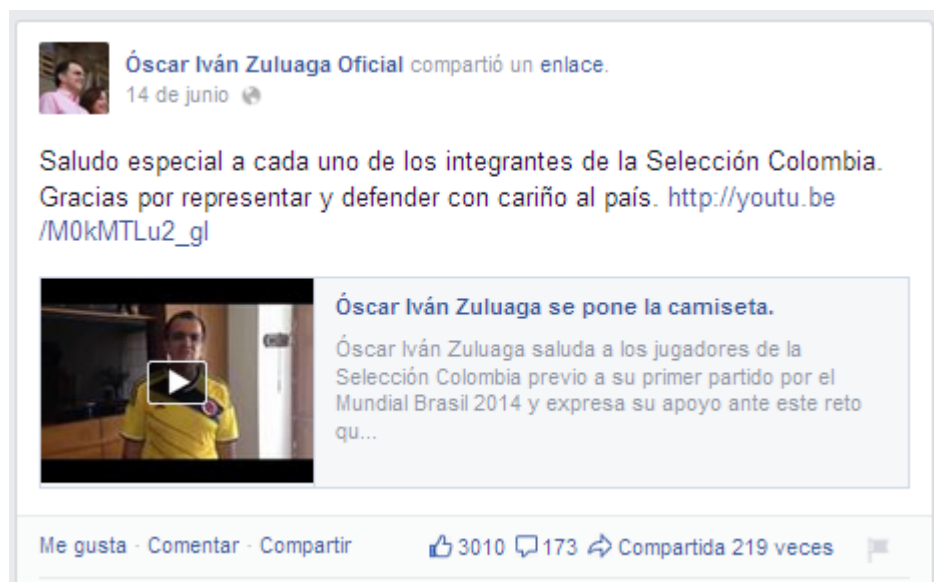 Óscar Iván Zuluaga Oficial compartió un enlace.
14 de junio
Saludo especial a cada uno de los integrantes de la Selección Colombia.
Gracias por representar y defender con cariño al país. http://youtu.be
/M0kMTLu2_gI
Óscar Iván Zuluaga se pone la camiseta.
Óscar Iván Zuluaga saluda a los jugadores de la
Selección Colombia previo a su primer partido por el
Mundial Brasil 2014 y expresa su apoyo ante este reto
qu...
Me gusta · Comentar · Compartir 3010 173 Compartida 219 veces